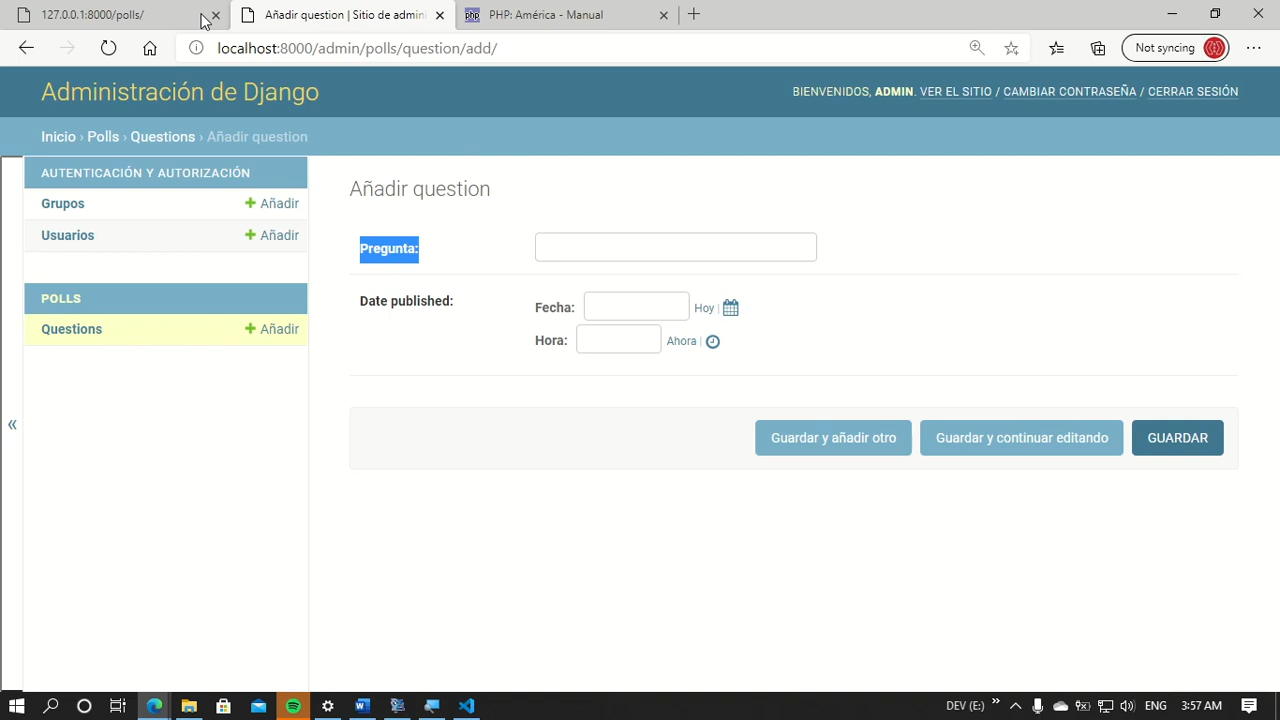 127.0.0.1:8000/polls/
Añadir question | Sitio de admin
PHP: América - Manual
localhost:8000/admin/polls/question/add/
Not syncing
Administración de Django
BIENVENIDOS, ADMIN. VER EL SITIO / CAMBIAR CONTRASEÑA / CERRAR SESIÓN
Inicio › Polls › Questions › Añadir question
AUTENTICACIÓN Y AUTORIZACIÓN
Grupos + Añadir
Usuarios + Añadir
POLLS
Questions + Añadir
«
Añadir question
Pregunta:
Date published:
Fecha: Hoy |
Hora: Ahora |
Guardar y añadir otro
Guardar y continuar editando
GUARDAR
DEV (E:) » ENG 3:57 AM